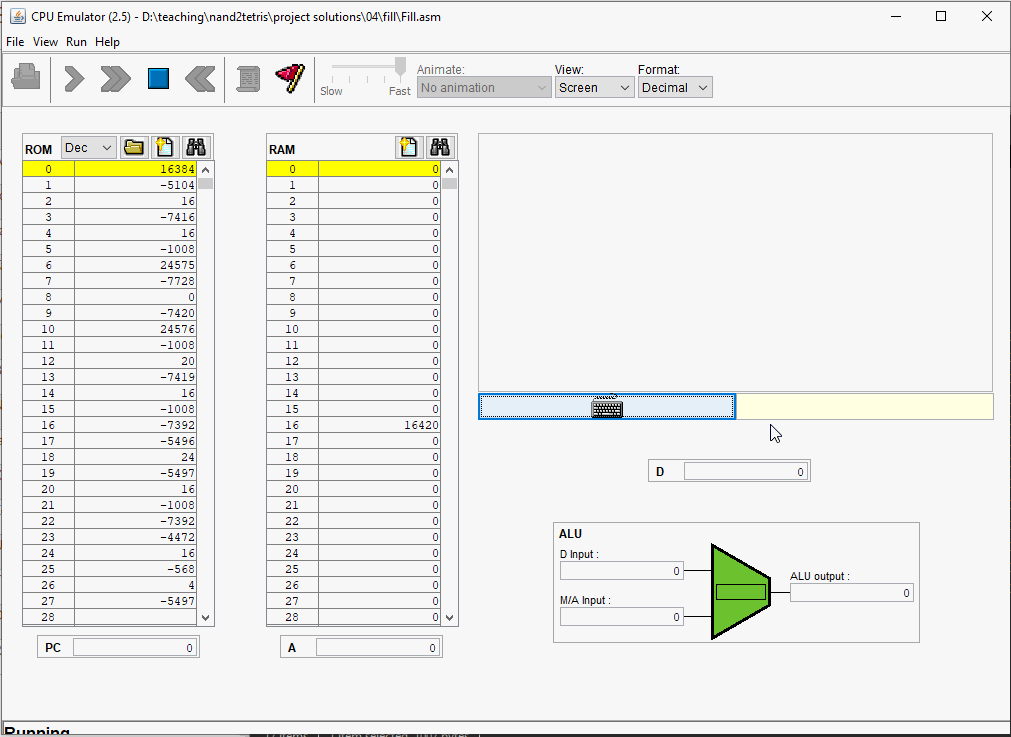 CPU Emulator (2.5) - D:\teaching\nand2tetris\project solutions\04\fill\Fill.asm
File View Run Help
Animate: View: Format:
Slow Fast No animation Screen Decimal
ROM Dec RAM
0 16384 0 0
1 -5104 1 0
2 16 2 0
3 -7416 3 0
4 16 4 0
5 -1008 5 0
6 24575 6 0
7 -7728 7 0
8 0 8 0
9 -7420 9 0
10 24576 10 0
11 -1008 11 0
12 20 12 0
13 -7419 13 0
14 16 14 0
15 -1008 15 0
16 -7392 16 16420
17 -5496 17 0
18 24 18 0
19 -5497 19 0
20 16 20 0
21 -1008 21 0
22 -7392 22 0
23 -4472 23 0
24 16 24 0
25 -568 25 0
26 4 26 0
27 -5497 27 0
28 28 0
PC 0 A 0
D 0
ALU
D Input :
0
M/A Input :
0
ALU output :
0
Running